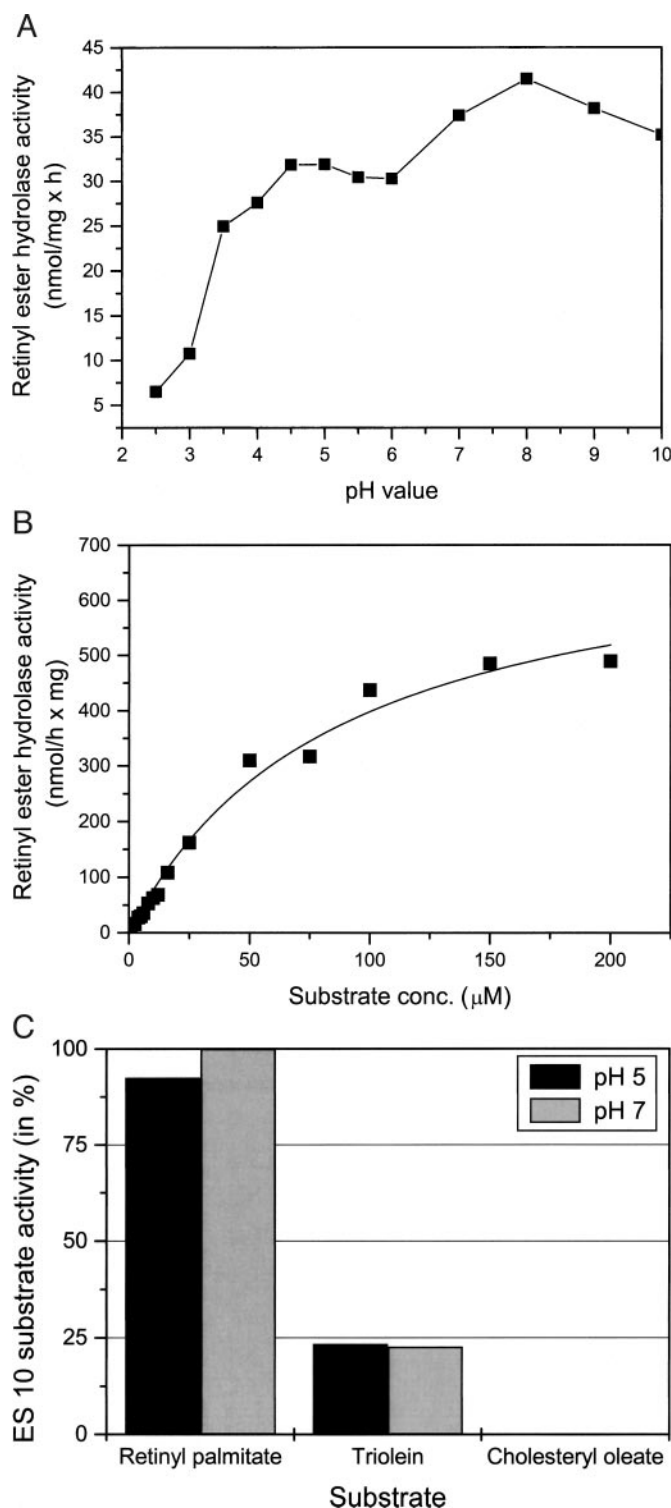 A
Retinyl ester hydrolase activity
(nmol/mg x h)
45
40
35
30
25
20
15
10
5
2
3
4
5
6
7
8
9
10
pH value
B
Retinyl ester hydrolase activity
(nmol/h x mg)
700
600
500
400
300
200
100
0
0
50
75
100
150
200
Substrate conc. (μM)
C
ES 10 substrate activity (in %)
100
75
50
25
0
pH 5
pH 7
Retinyl palmitate
Triolein
Cholesteryl oleate
Substrate